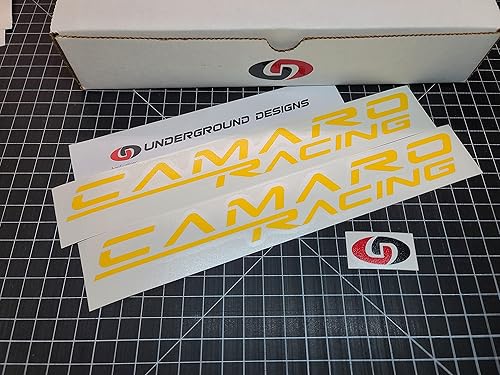 UNDERGROUND DESIGNS
CAMARO
RACING
CAMARO
RACING